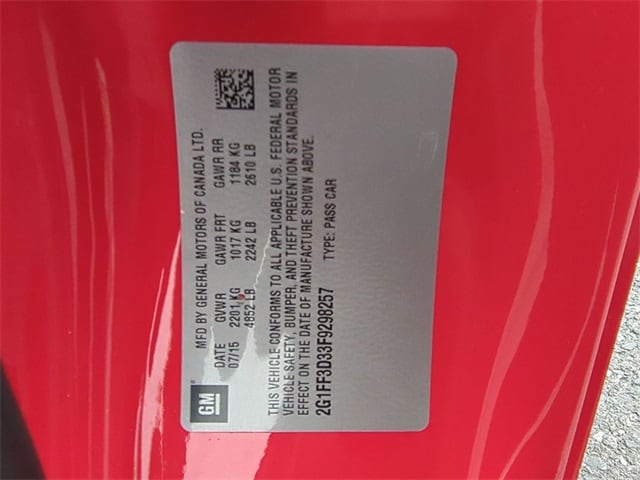 GM
MFD BY GENERAL MOTORS OF CANADA LTD.
DATE GVWR GAWR FRT GAWR RR
07/15 2201 KG 1017 KG 1184 KG
4852 LB 2242 LB 2610 LB
THIS VEHICLE CONFORMS TO ALL APPLICABLE U.S. FEDERAL MOTOR
VEHICLE SAFETY, BUMPER, AND THEFT PREVENTION STANDARDS IN
EFFECT ON THE DATE OF MANUFACTURE SHOWN ABOVE.
2G1FF3D33F9298257 TYPE: PASS CAR